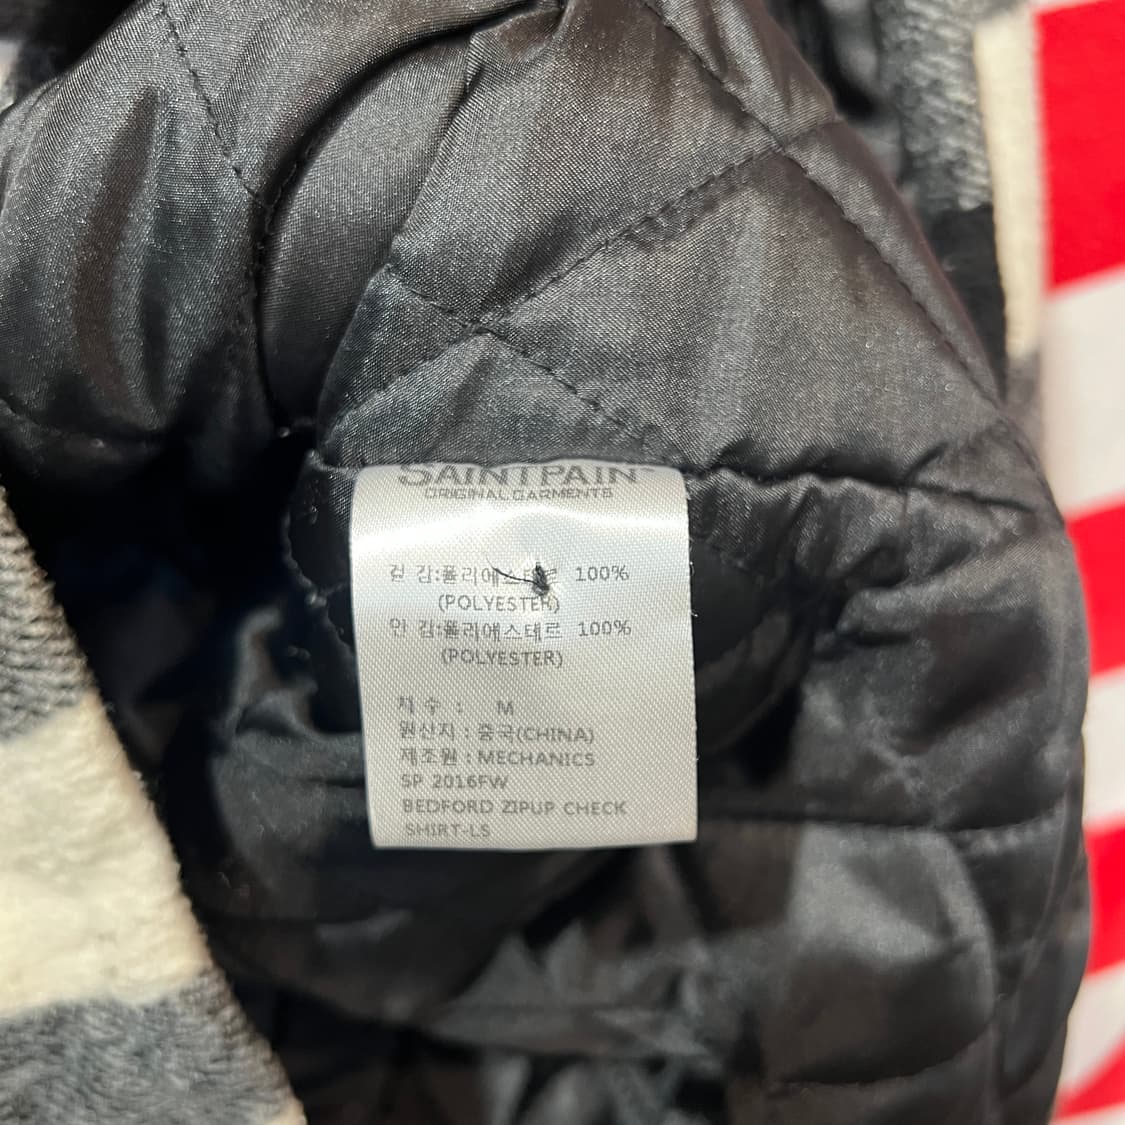 SAINTPAIN™
ORIGINAL GARMENTS
겉 감:폴리에스테르 100%
(POLYESTER)
안 감:폴리에스테르 100%
(POLYESTER)
치 수 : M
원산지 : 중국(CHINA)
제조원 : MECHANICS
SP 2016FW
BEDFORD ZIPUP CHECK
SHIRT-LS